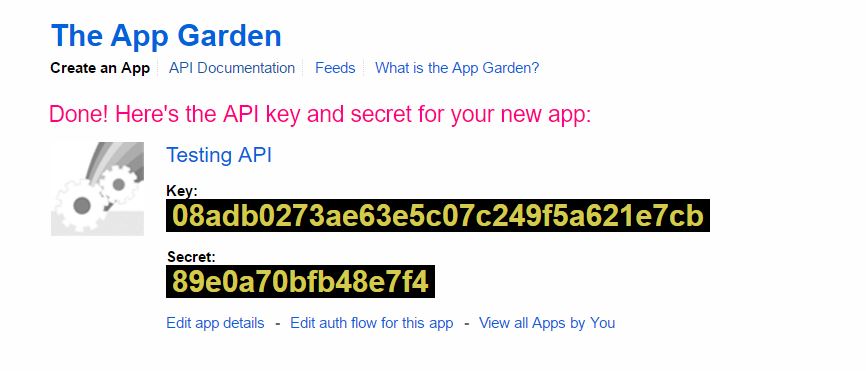 The App Garden
Create an App API Documentation Feeds What is the App Garden?
Done! Here's the API key and secret for your new app:
Testing API
Key:
08adb0273ae63e5c07c249f5a621e7cb
Secret:
89e0a70bfb48e7f4
Edit app details - Edit auth flow for this app - View all Apps by You